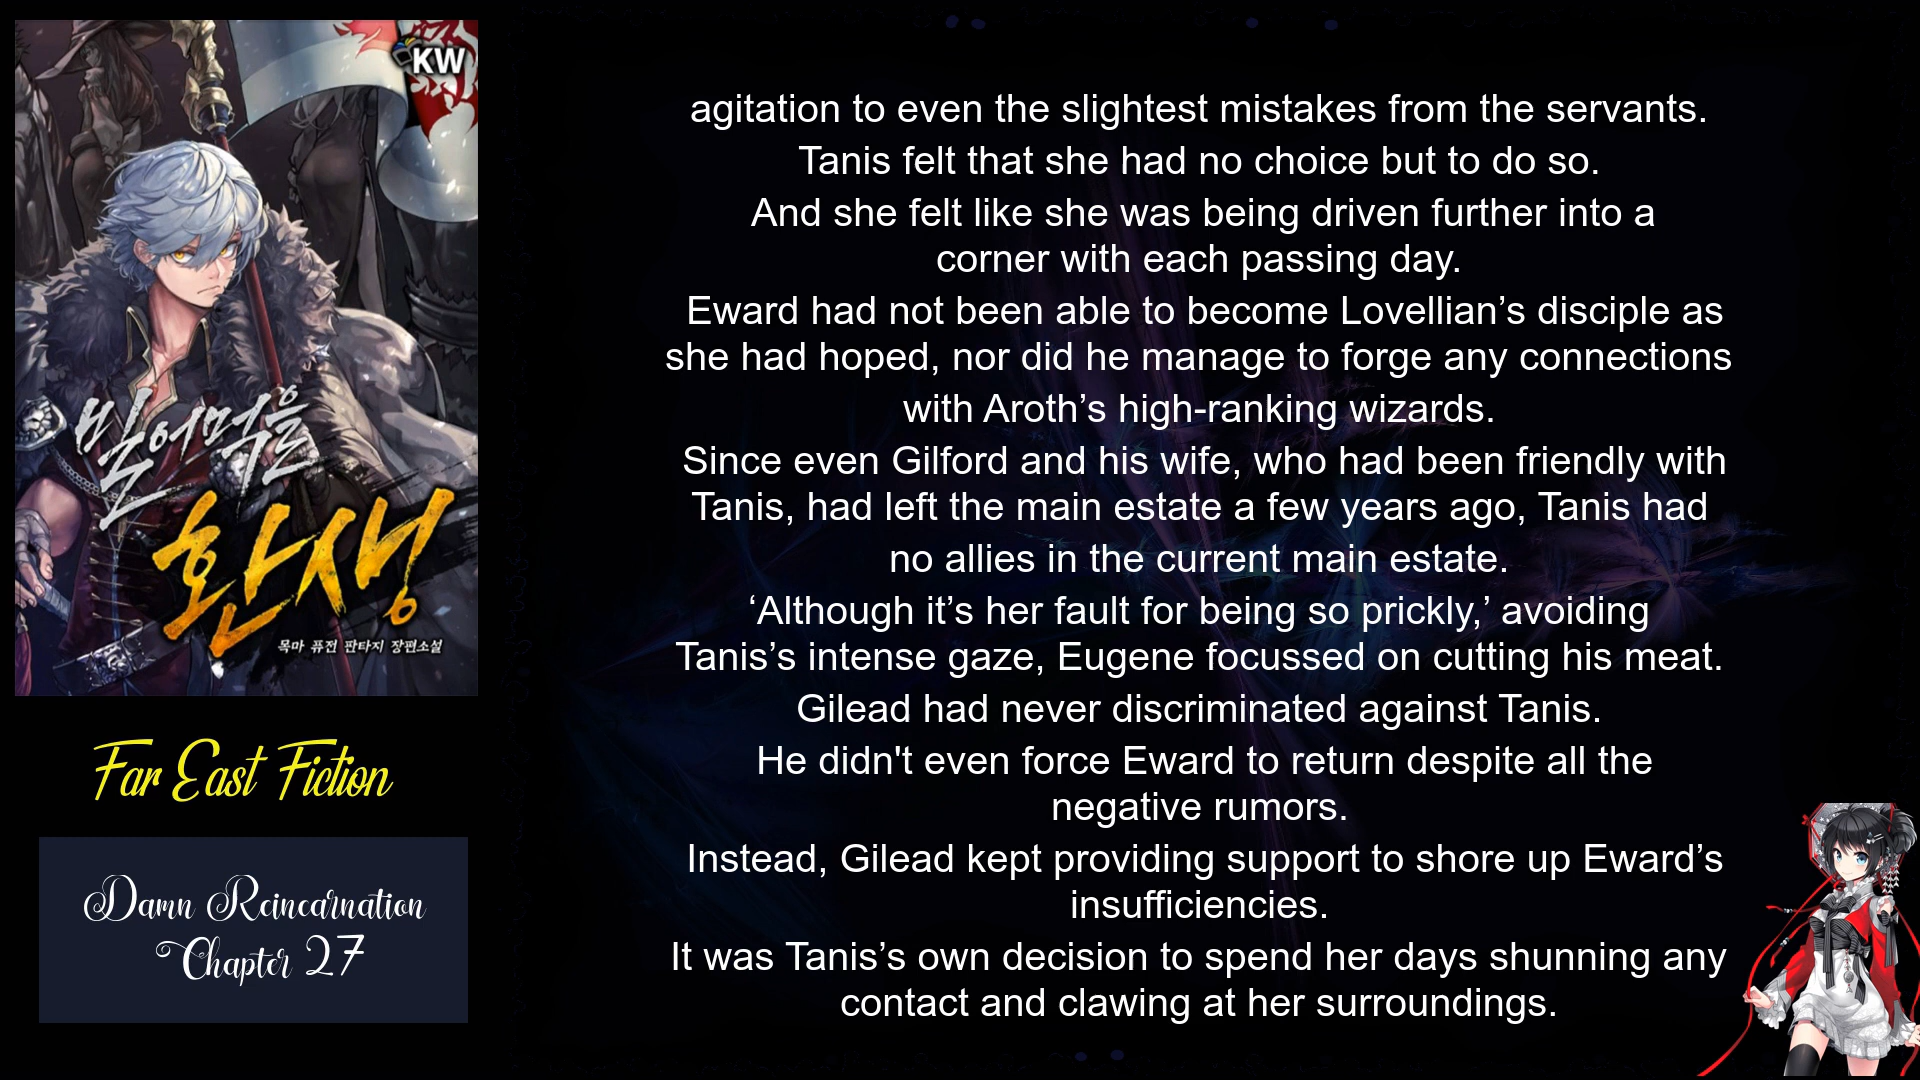 KW
빌어먹을
환생
목마 퓨전 판타지 장편소설
Far East Fiction
Damn Reincarnation
Chapter 27
agitation to even the slightest mistakes from the servants.
Tanis felt that she had no choice but to do so.
And she felt like she was being driven further into a
corner with each passing day.
Eward had not been able to become Lovellian’s disciple as
she had hoped, nor did he manage to forge any connections
with Aroth’s high-ranking wizards.
Since even Gilford and his wife, who had been friendly with
Tanis, had left the main estate a few years ago, Tanis had
no allies in the current main estate.
‘Although it’s her fault for being so prickly,’ avoiding
Tanis’s intense gaze, Eugene focussed on cutting his meat.
Gilead had never discriminated against Tanis.
He didn't even force Eward to return despite all the
negative rumors.
Instead, Gilead kept providing support to shore up Eward’s
insufficiencies.
It was Tanis’s own decision to spend her days shunning any
contact and clawing at her surroundings.